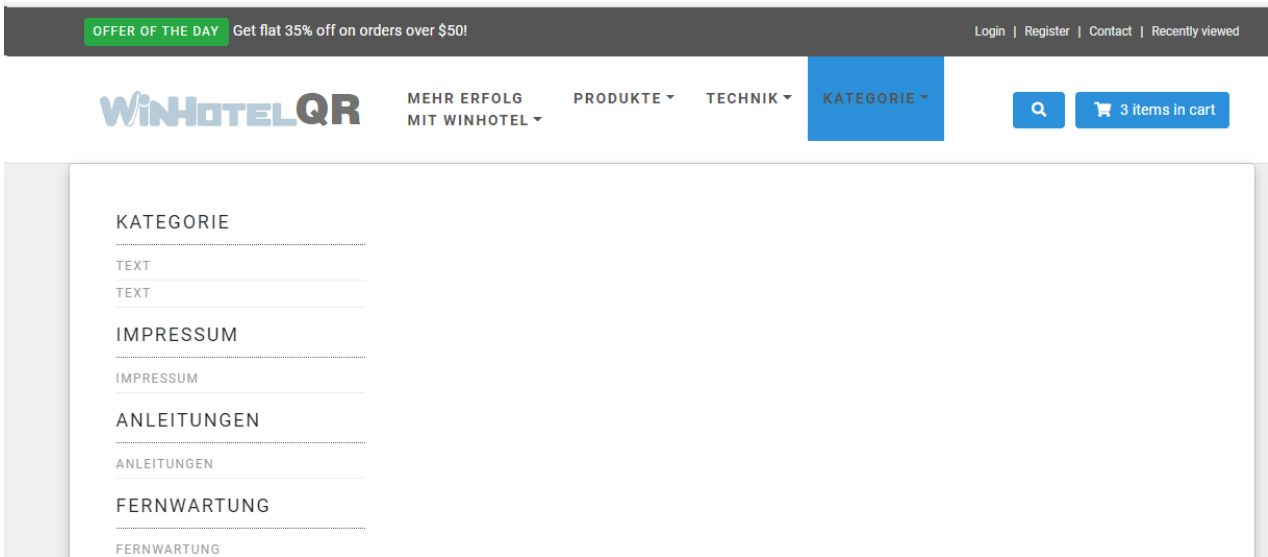 OFFER OF THE DAY Get flat 35% off on orders over $50!
Login | Register | Contact | Recently viewed
WINHOTELQR
MEHR ERFOLG
MIT WINHOTEL
PRODUKTE
TECHNIK
KATEGORIE
3 items in cart
KATEGORIE
TEXT
TEXT
IMPRESSUM
IMPRESSUM
ANLEITUNGEN
ANLEITUNGEN
FERNWARTUNG
FERNWARTUNG